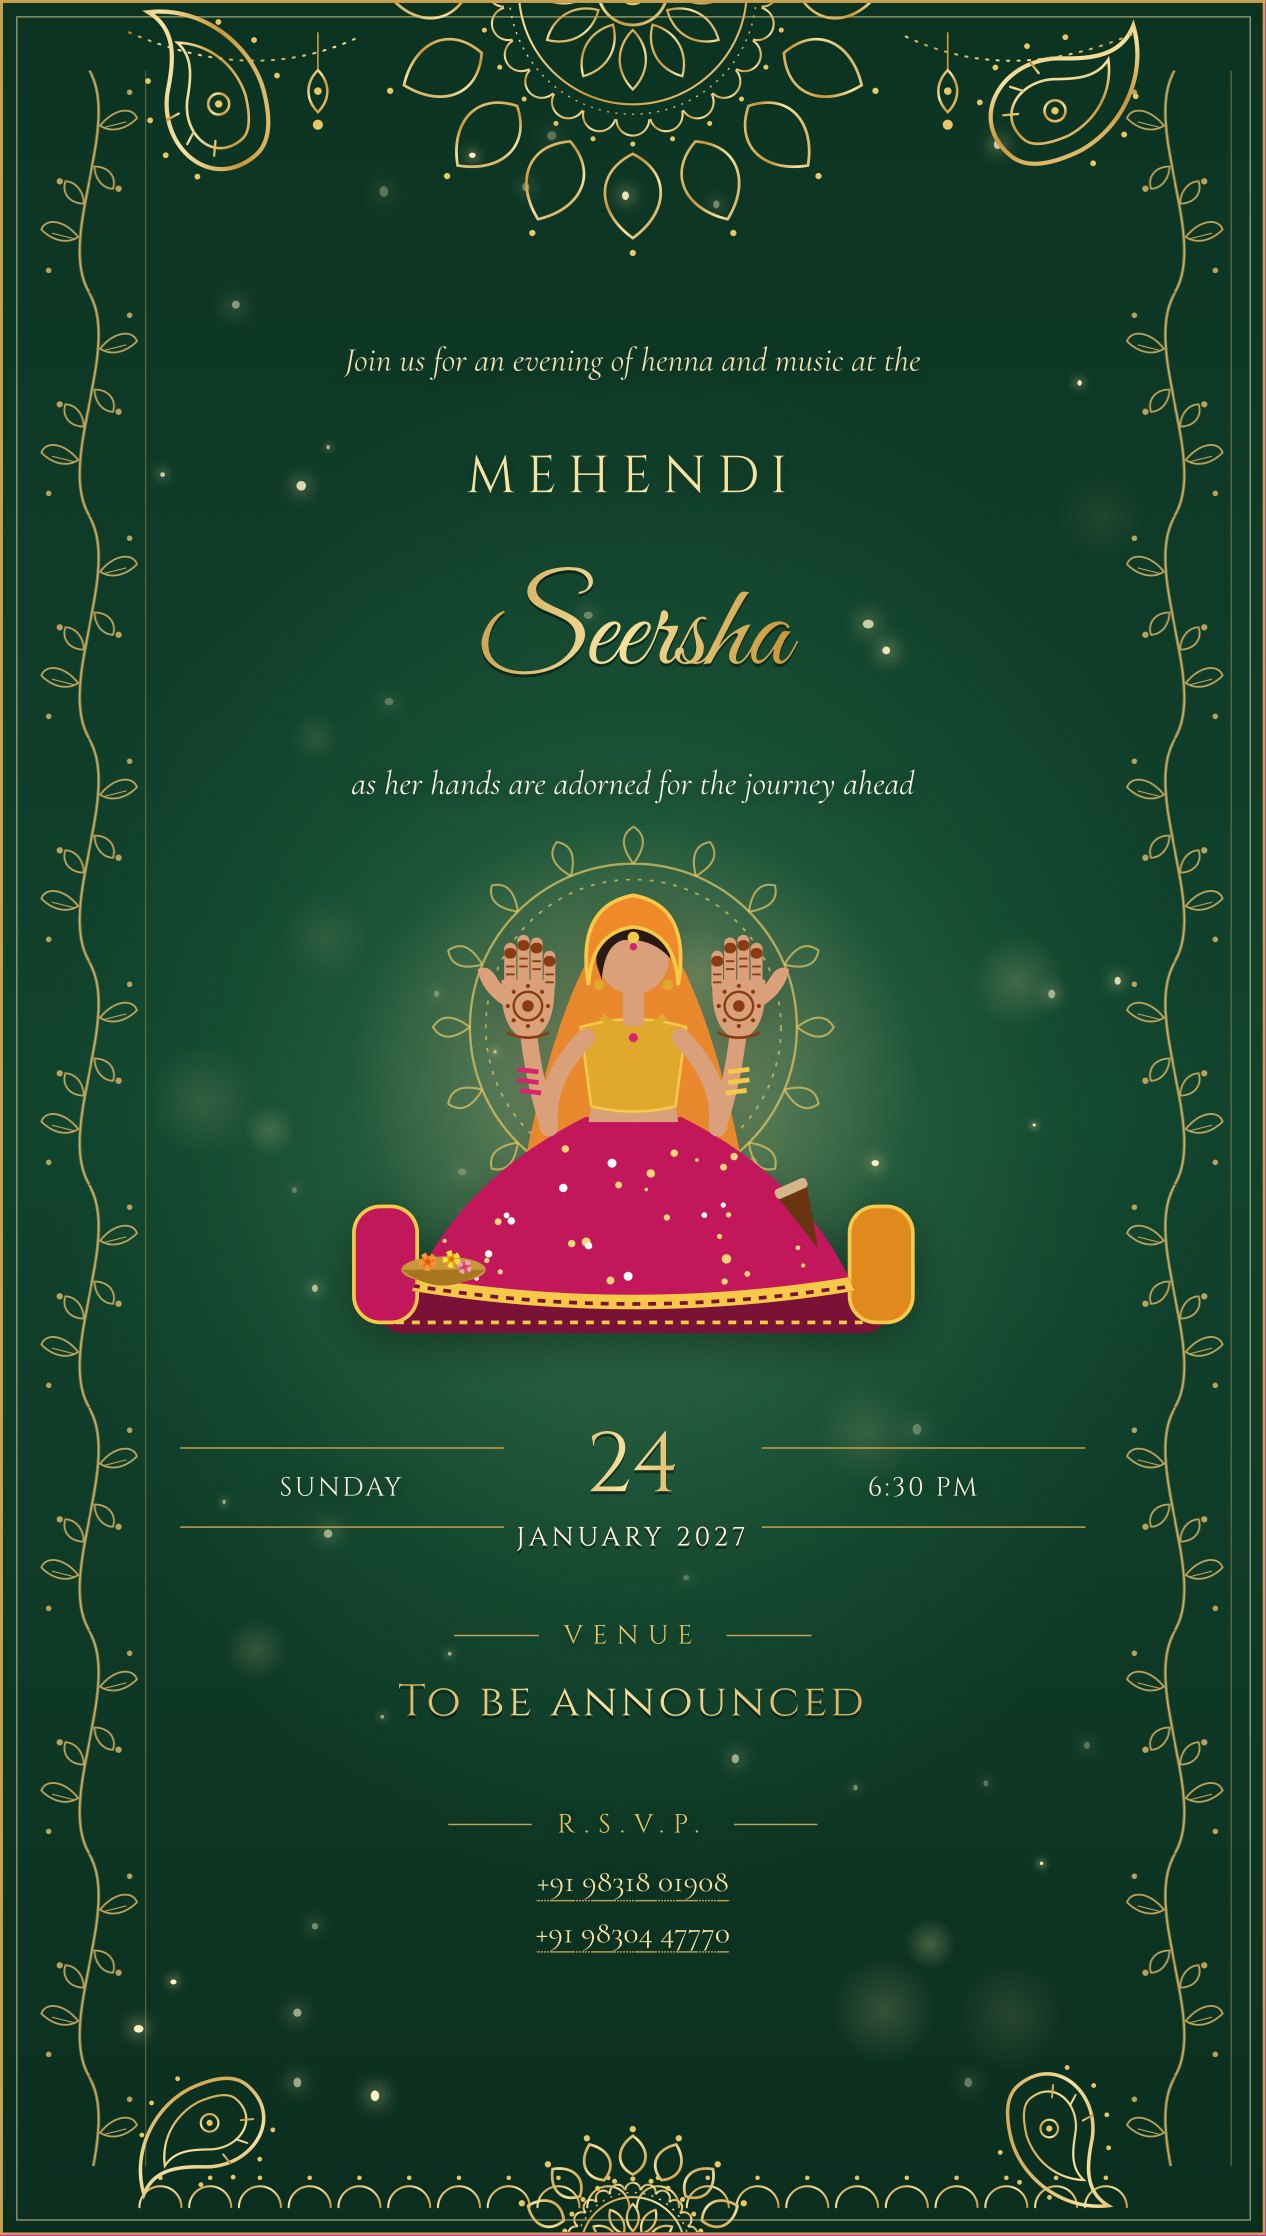 Join us for an evening of henna and music at the
MEHENDI
Seersha
as her hands are adorned for the journey ahead
SUNDAY
24
JANUARY 2027
6:30 PM
VENUE
To be announced
R.S.V.P.
+91 98318 01908
+91 98304 47770